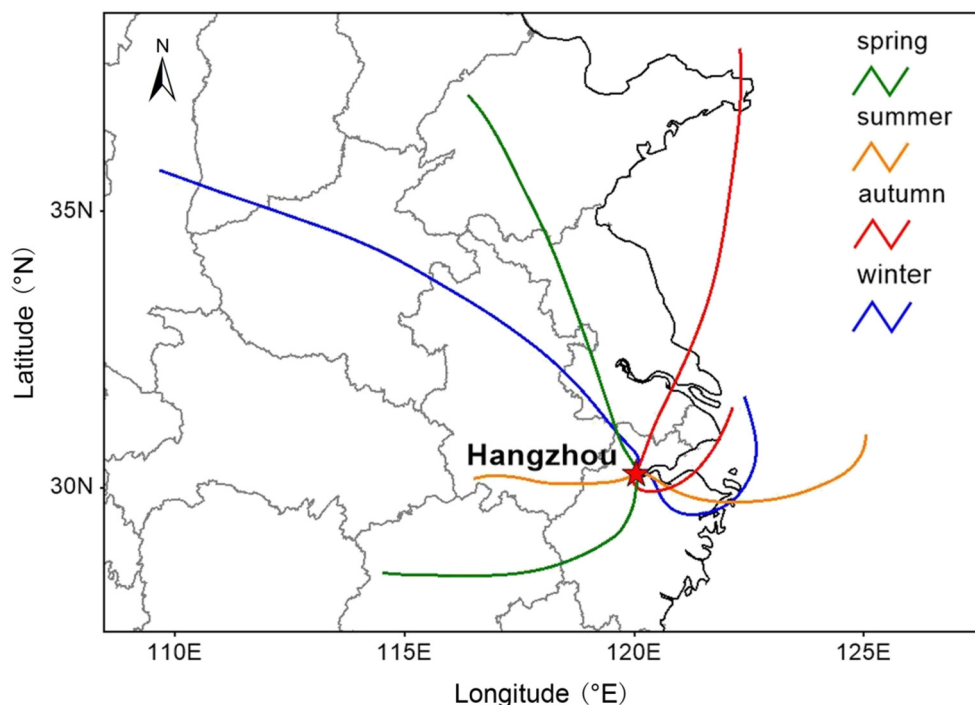 N
spring
summer
autumn
winter
35N
30N
Hangzhou
110E
115E
120E
125E
Latitude（°N）
Longitude（°E）